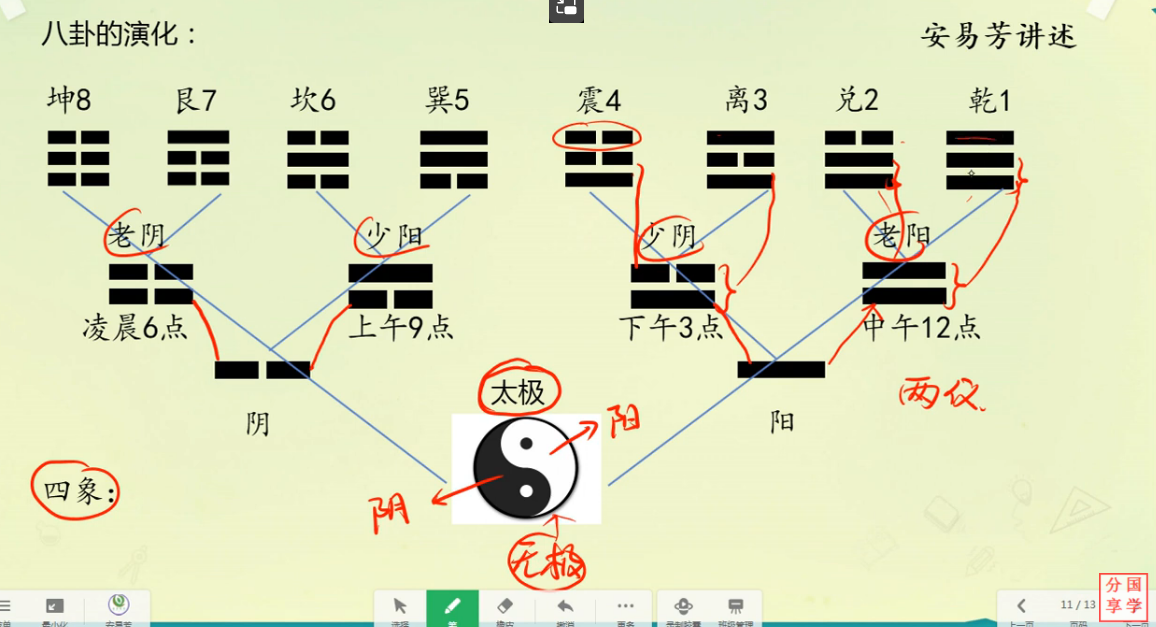 八卦的演化：
安易芳讲述
坤8 艮7 坎6 巽5 震4 离3 兑2 乾1
老阴 少阳 少阴 老阳
凌晨6点 上午9点 下午3点 中午12点
太极
两仪
阴 阳
阳
四象：
阴
无极
分国
享学
11 / 13